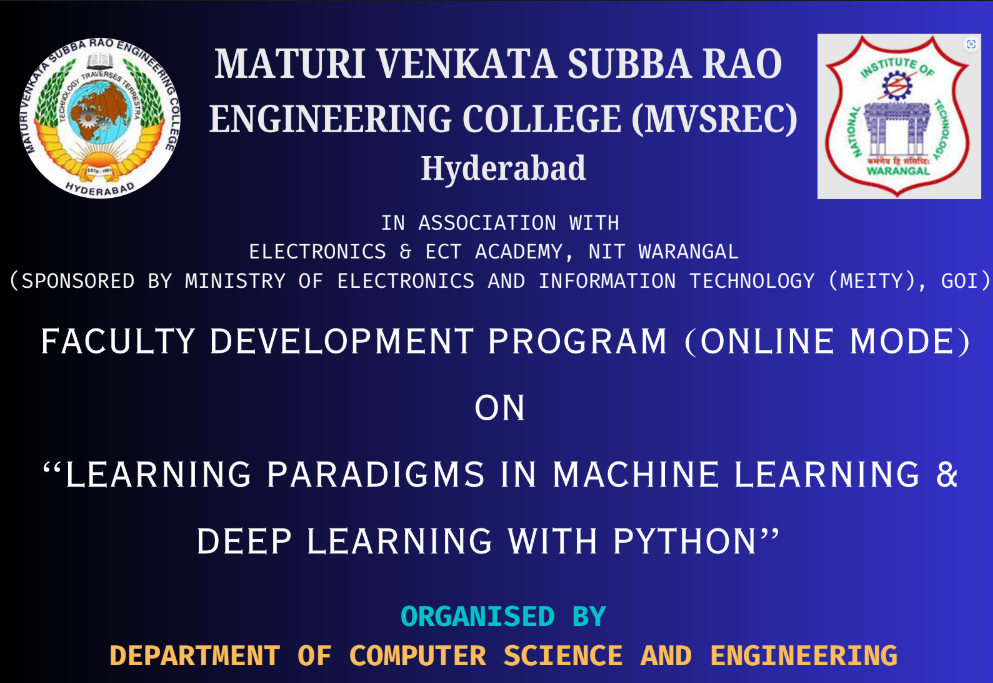 MATURI VENKATA SUBBA RAO ENGINEERING COLLEGE
TECHNOLOGY TRAVERSES TERRESTRIA
HYDERABAD
MATURI VENKATA SUBBA RAO
ENGINEERING COLLEGE (MVSREC)
Hyderabad
INSTITUTE OF
NATIONAL
TECHNOLOGY
कर्मणैव हि संसिद्धिः
WARANGAL
IN ASSOCIATION WITH
ELECTRONICS & ECT ACADEMY, NIT WARANGAL
(SPONSORED BY MINISTRY OF ELECTRONICS AND INFORMATION TECHNOLOGY (MEITY), GOI)
FACULTY DEVELOPMENT PROGRAM (ONLINE MODE)
ON
“LEARNING PARADIGMS IN MACHINE LEARNING &
DEEP LEARNING WITH PYTHON”
ORGANISED BY
DEPARTMENT OF COMPUTER SCIENCE AND ENGINEERING